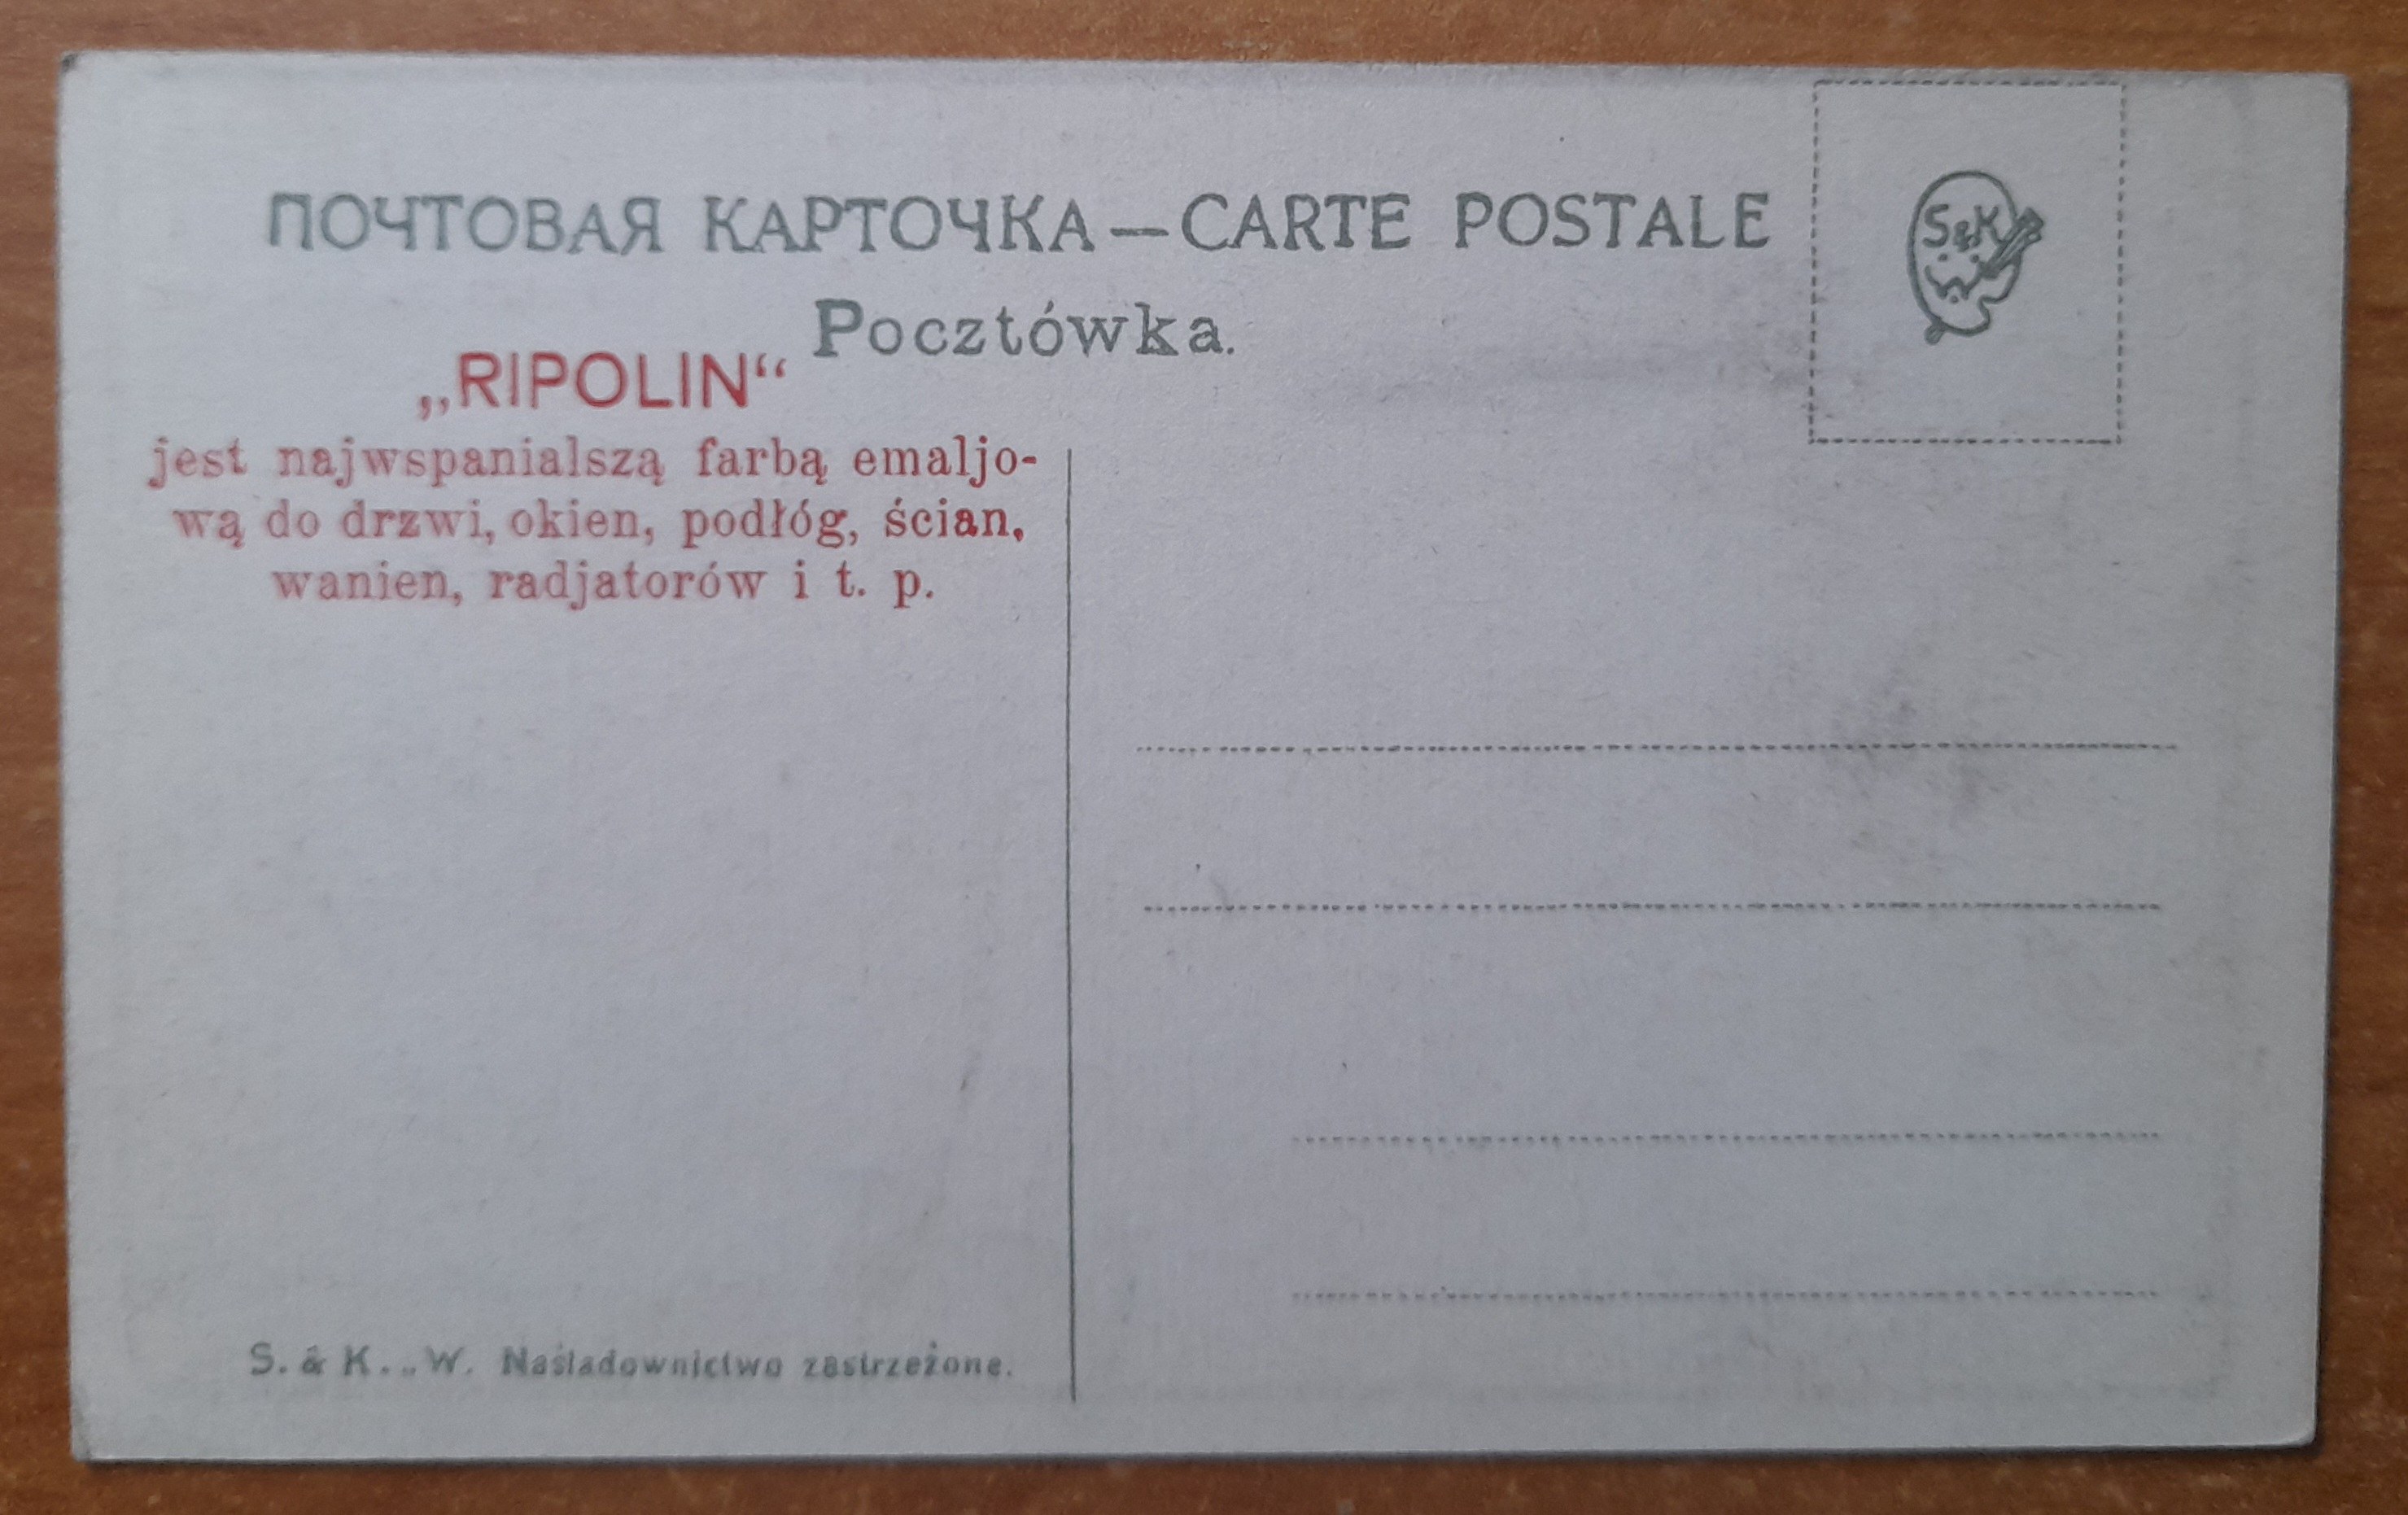 ПОЧТОВАЯ КАРТОЧКА — CARTE POSTALE
S&K
Pocztówka.
„RIPOLIN“
jest najwspanialszą farbą emaljo-
wą do drzwi, okien, podłóg, ścian,
wanien, radjatorów i t. p.
S. & K. „ W. Naśladownictwo zastrzeżone.